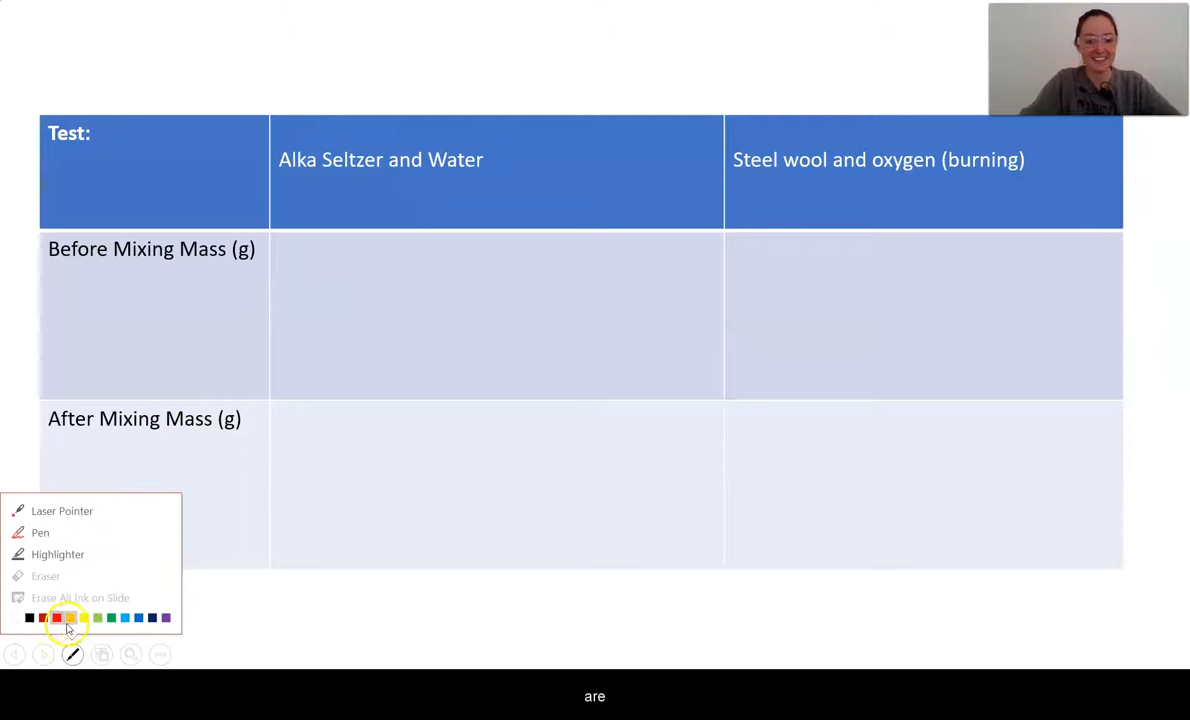 Test:
Alka Seltzer and Water
Steel wool and oxygen (burning)
Before Mixing Mass (g)
After Mixing Mass (g)
Laser Pointer
Pen
Highlighter
Eraser
Erase All Ink on Slide
are